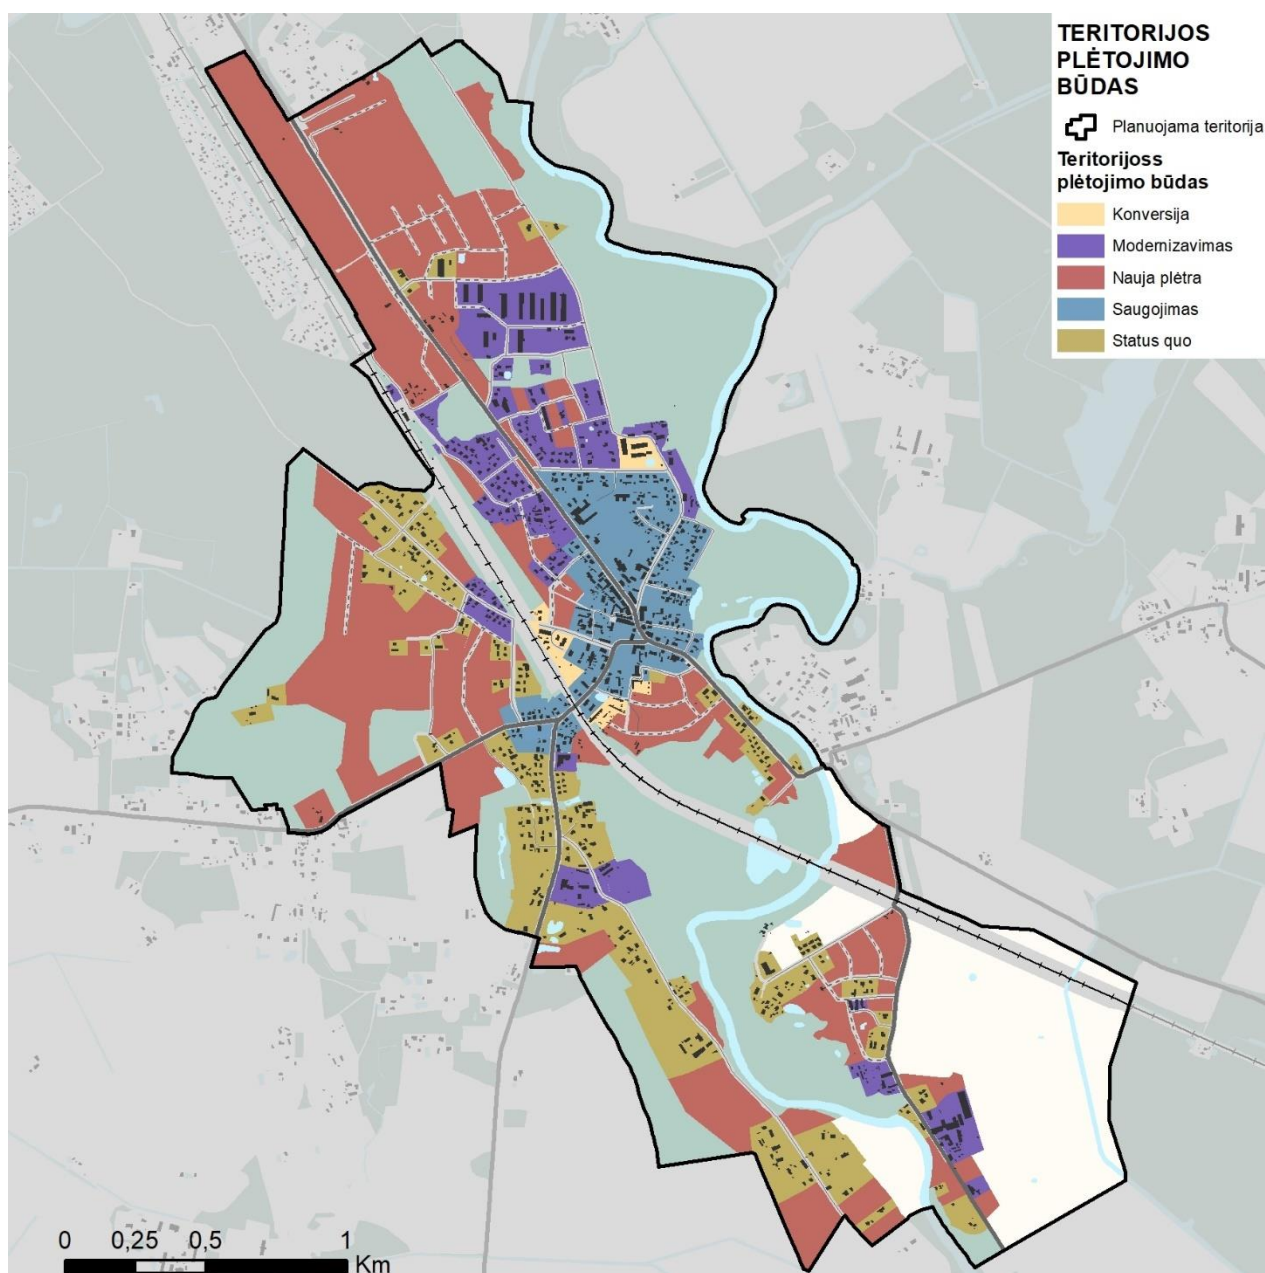 TERITORIJOS
PLĖTOJIMO
BŪDAS
Planuojama teritorija
Teritorijoss
plėtojimo būdas
Konversija
Modernizavimas
Nauja plėtra
Saugojimas
Status quo
0 0,25 0,5 1
Km